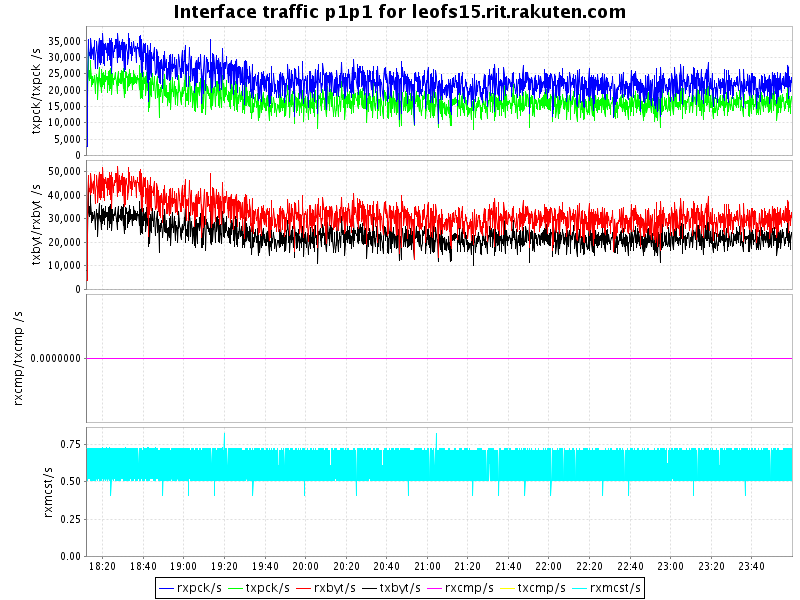 Interface traffic p1p1 for leofs15.rit.rakuten.com
txpck/txpck /s
35,000
30,000
25,000
20,000
15,000
10,000
5,000
0
txbyt/rxbyt /s
50,000
40,000
30,000
20,000
10,000
0
rxcmp/txcmp /s
0.0000000
rxmcst/s
0.75
0.50
0.25
0.00
18:20 18:40 19:00 19:20 19:40 20:00 20:20 20:40 21:00 21:20 21:40 22:00 22:20 22:40 23:00 23:20 23:40
rxpck/s txpck/s rxbyt/s txbyt/s rxcmp/s txcmp/s rxmcst/s